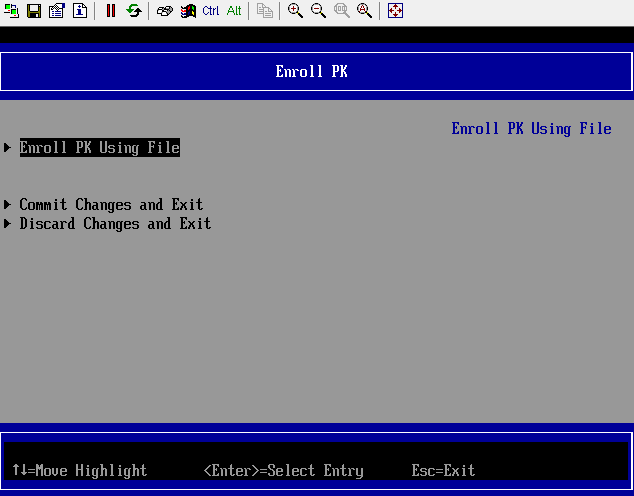 Ctrl Alt
Enroll PK
Enroll PK Using File
Enroll PK Using File
Commit Changes and Exit
Discard Changes and Exit
↑↓=Move Highlight <Enter>=Select Entry Esc=Exit